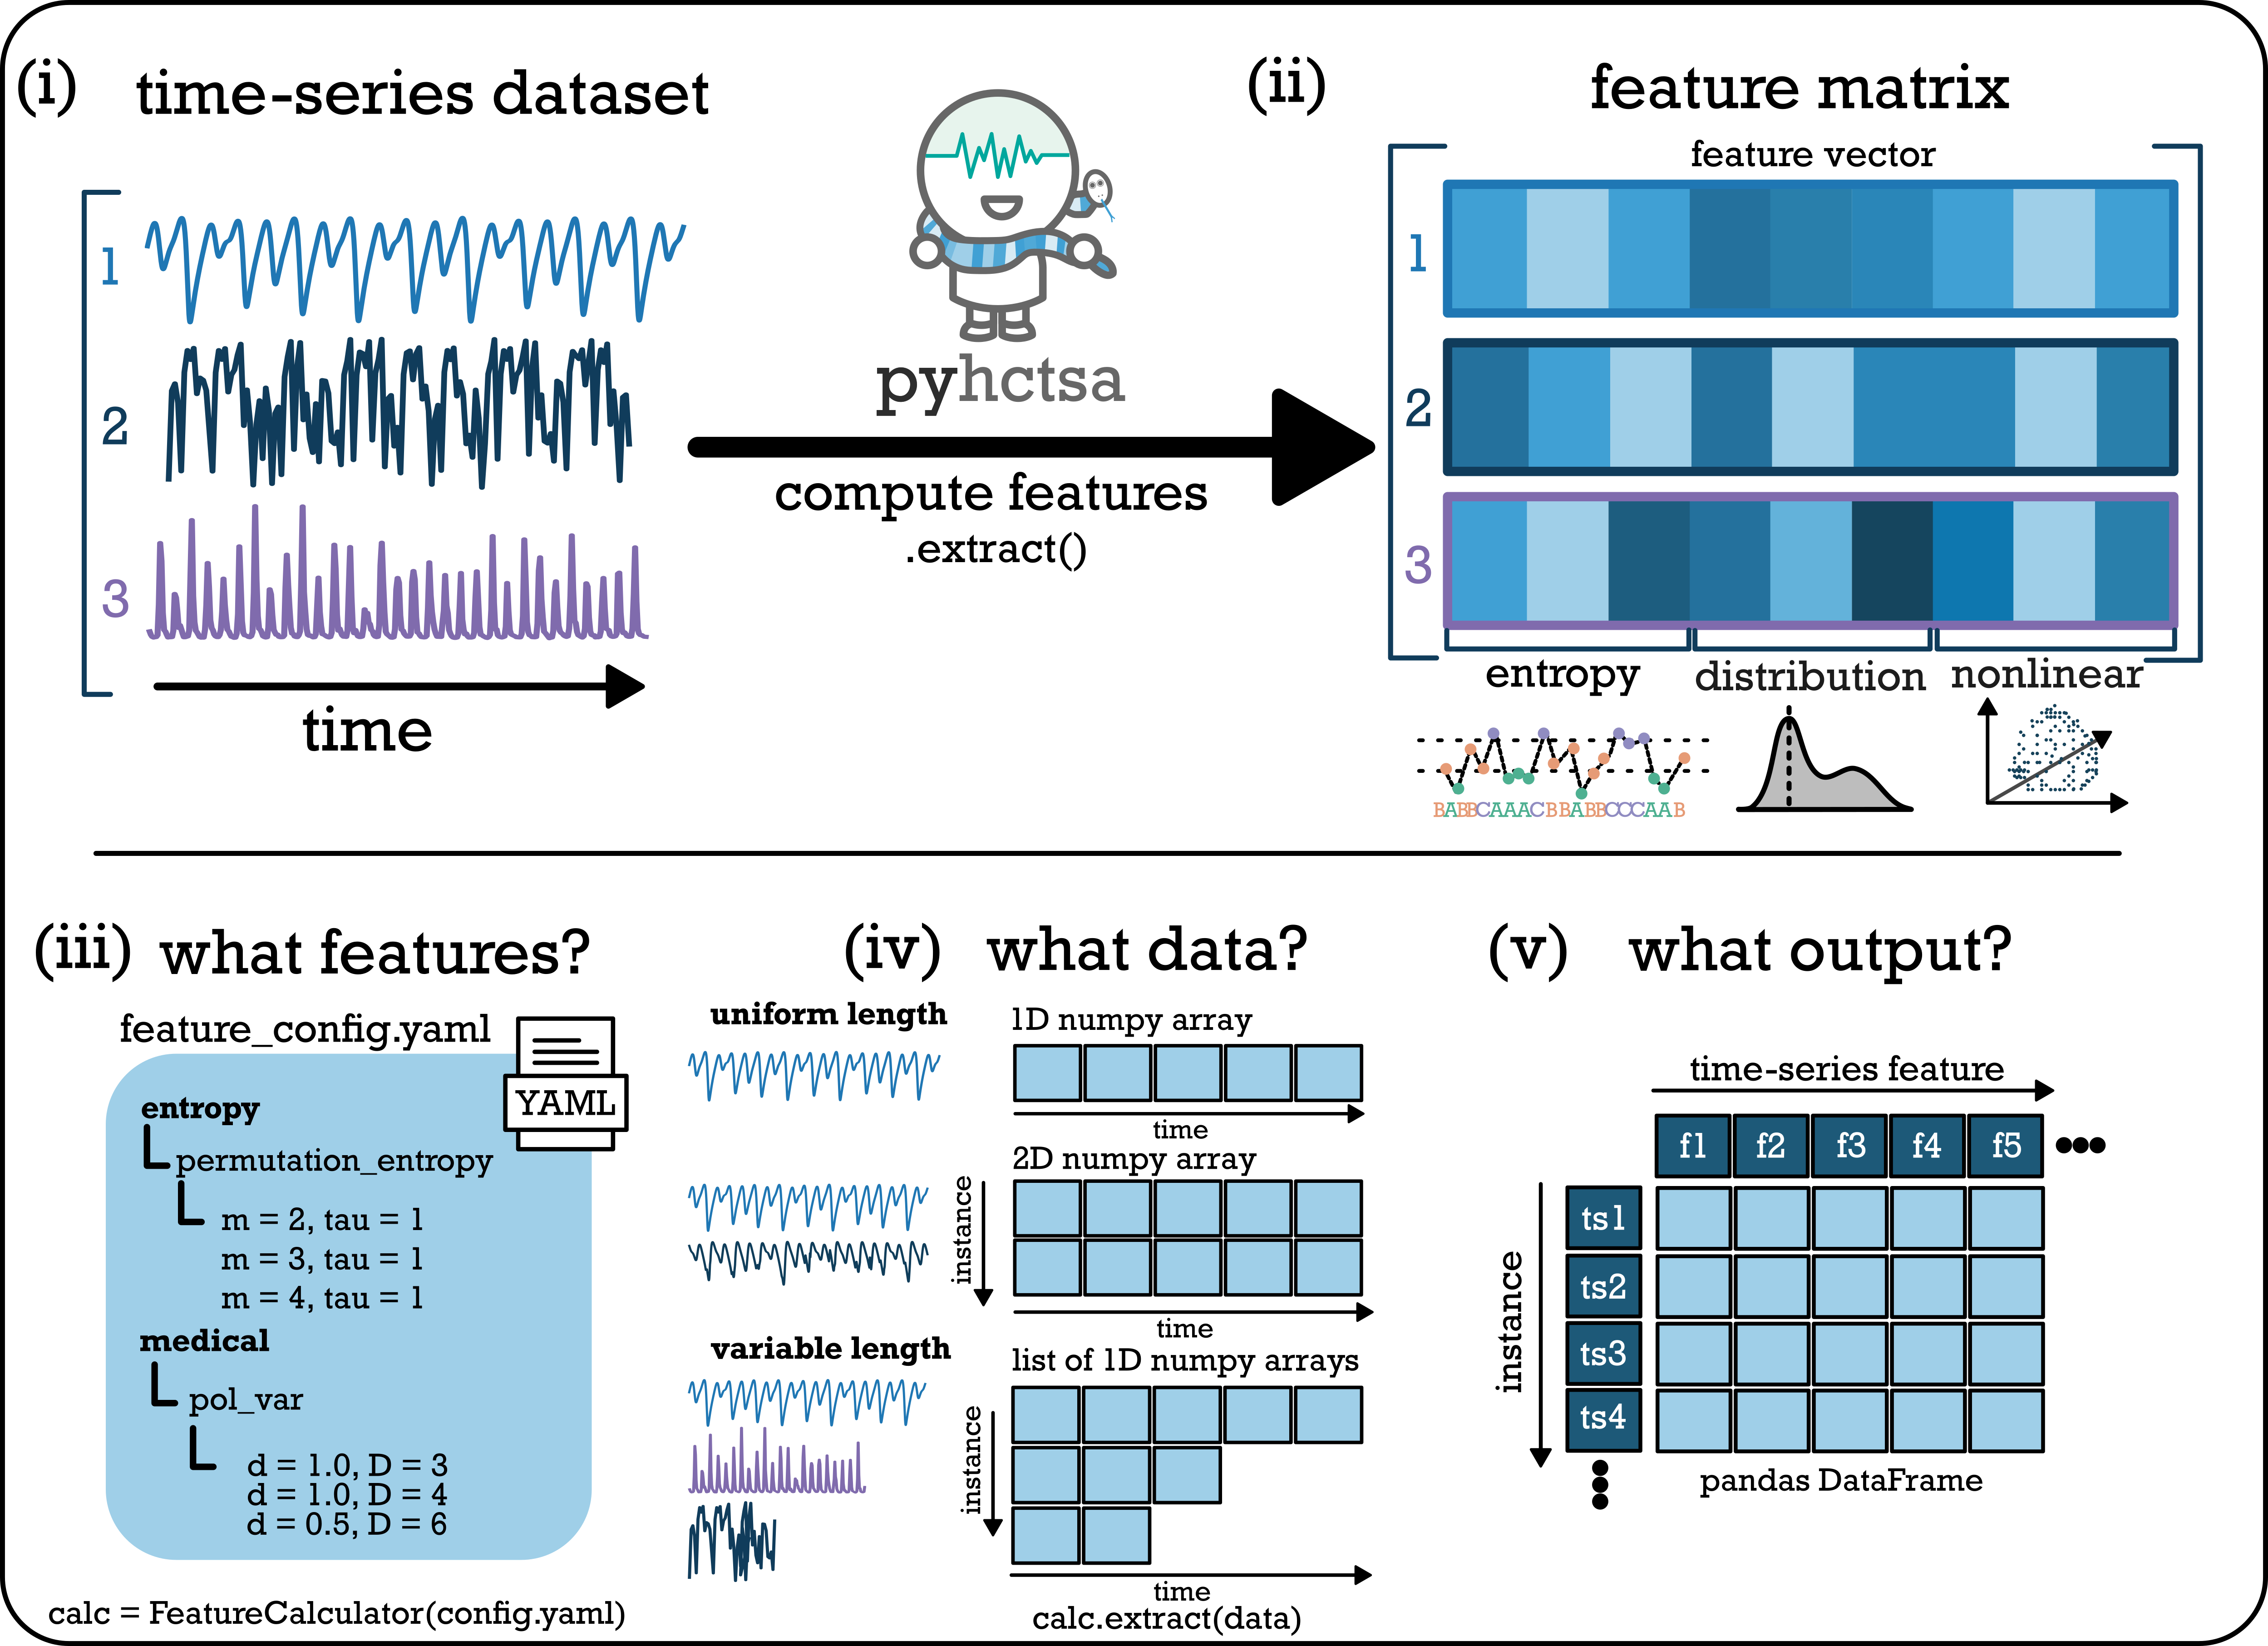 (i) time-series dataset
1
2
3
time
pyhctsa
compute features
.extract()
(ii) feature matrix
feature vector
1
2
3
entropy distribution nonlinear
BABBCAAACBBABBCCCAAB
(iii) what features?
feature_config.yaml
YAML
entropy
permutation_entropy
m = 2, tau = 1
m = 3, tau = 1
m = 4, tau = 1
medical
pol_var
d = 1.0, D = 3
d = 1.0, D = 4
d = 0.5, D = 6
calc = FeatureCalculator(config.yaml)
(iv) what data?
uniform length
1D numpy array
time
2D numpy array
instance
time
variable length
list of 1D numpy arrays
instance
time
calc.extract(data)
(v) what output?
time-series feature
f1 f2 f3 f4 f5
instance
ts1
ts2
ts3
ts4
pandas DataFrame